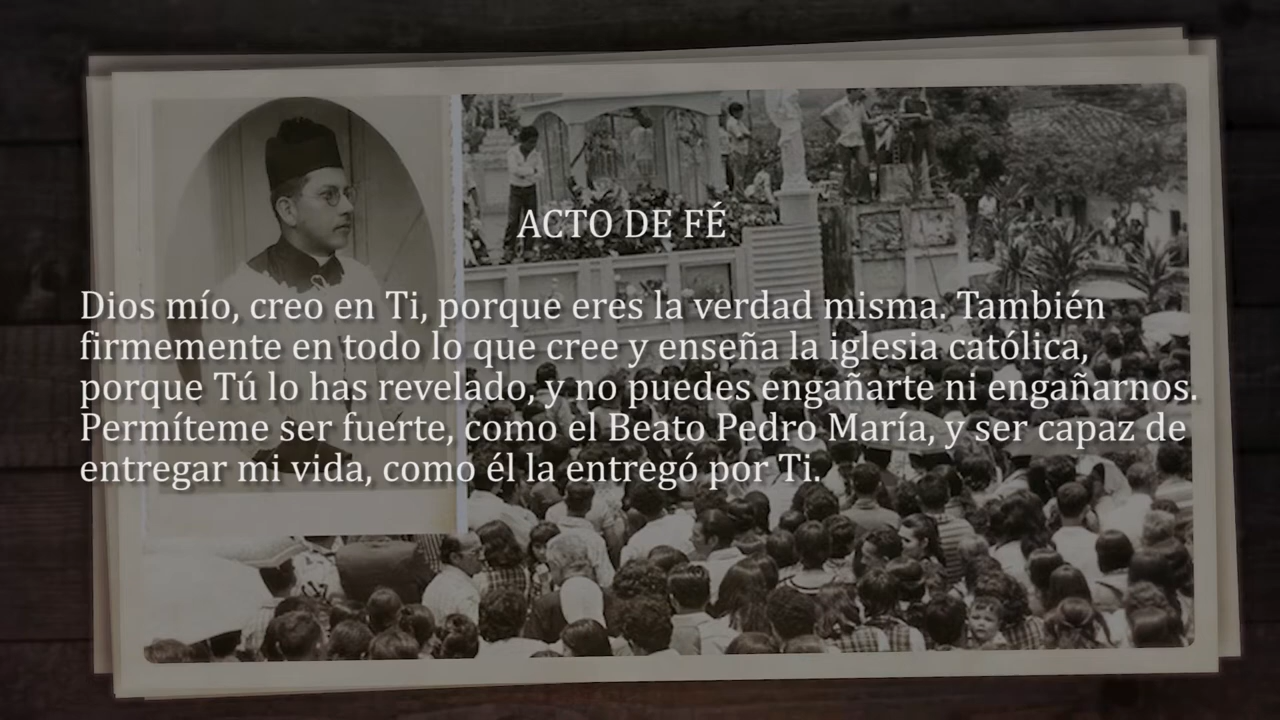 ACTO DE FÉ
Dios mío, creo en Ti, porque eres la verdad misma. También
firmemente en todo lo que cree y enseña la iglesia católica,
porque Tú lo has revelado, y no puedes engañarte ni engañarnos.
Permíteme ser fuerte, como el Beato Pedro María, y ser capaz de
entregar mi vida, como él la entregó por Ti.